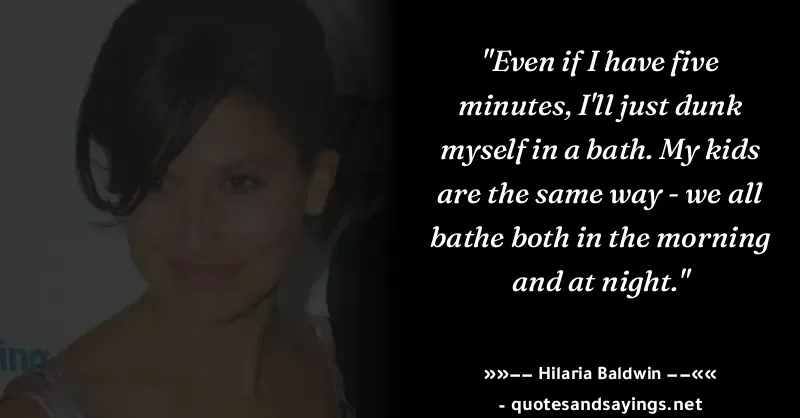 "Even if I have five
minutes, I'll just dunk
myself in a bath. My kids
are the same way - we all
bathe both in the morning
and at night."
»»–– Hilaria Baldwin ––««
- quotesandsayings.net
ing